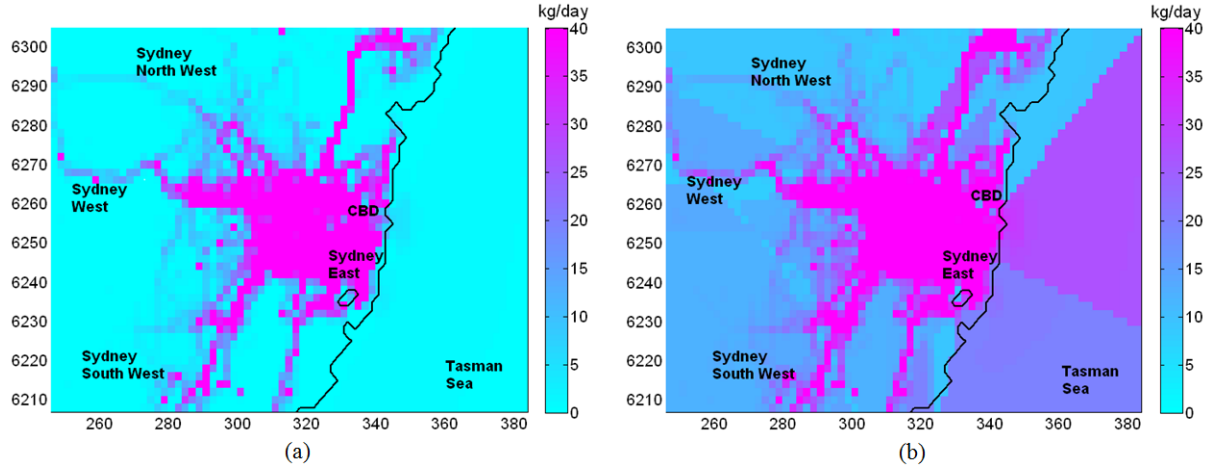 kg/day
6300
6290
6280
6270
6260
6250
6240
6230
6220
6210
260
280
300
320
340
360
380
Sydney
North West
Sydney
West
CBD
Sydney
East
Sydney
South West
Tasman
Sea
40
35
30
25
20
15
10
5
0
(a)
kg/day
6300
6290
6280
6270
6260
6250
6240
6230
6220
6210
260
280
300
320
340
360
380
Sydney
North West
Sydney
West
CBD
Sydney
East
Sydney
South West
Tasman
Sea
40
35
30
25
20
15
10
5
0
(b)